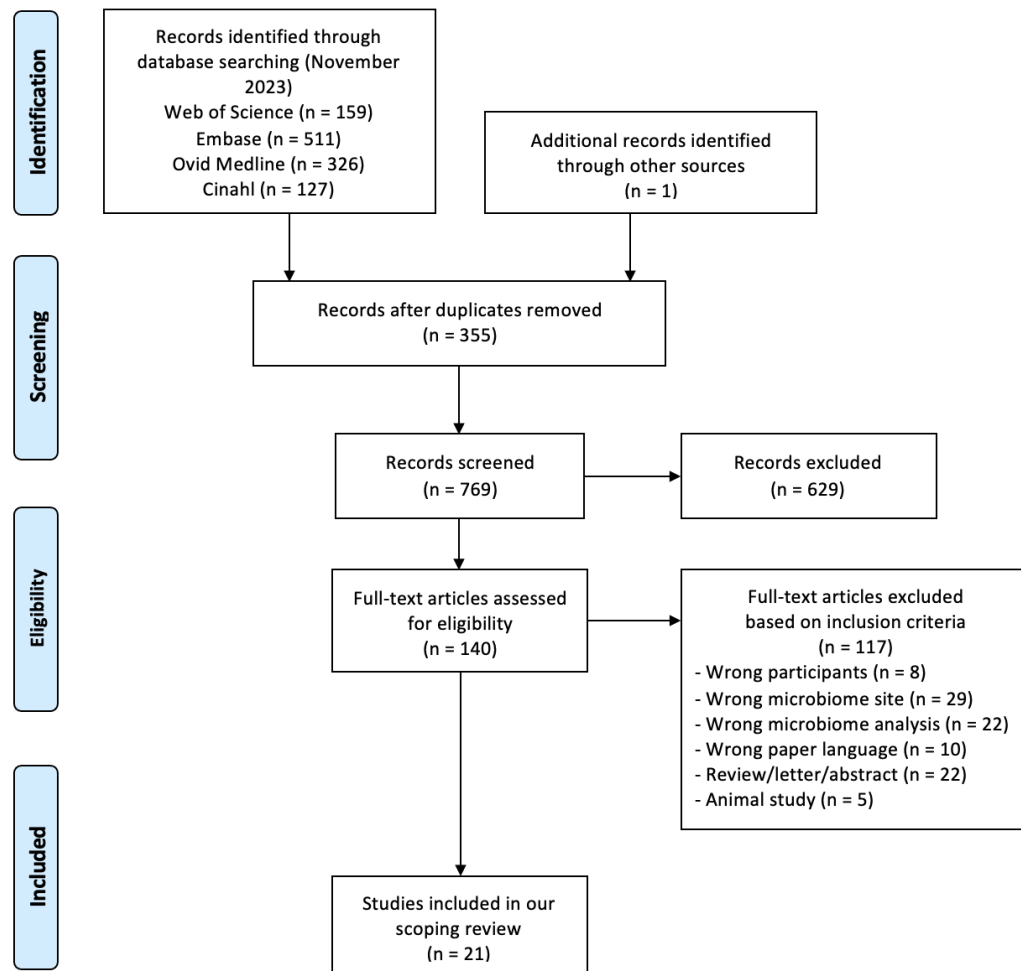 Identification
Records identified through
database searching (November
2023)
Web of Science (n = 159)
Embase (n = 511)
Ovid Medline (n = 326)
Cinahl (n = 127)
Additional records identified
through other sources
(n = 1)
Screening
Records after duplicates removed
(n = 355)
Records screened
(n = 769)
Records excluded
(n = 629)
Eligibility
Full-text articles assessed
for eligibility
(n = 140)
Full-text articles excluded
based on inclusion criteria
(n = 117)
- Wrong participants (n = 8)
- Wrong microbiome site (n = 29)
- Wrong microbiome analysis (n = 22)
- Wrong paper language (n = 10)
- Review/letter/abstract (n = 22)
- Animal study (n = 5)
Included
Studies included in our
scoping review
(n = 21)